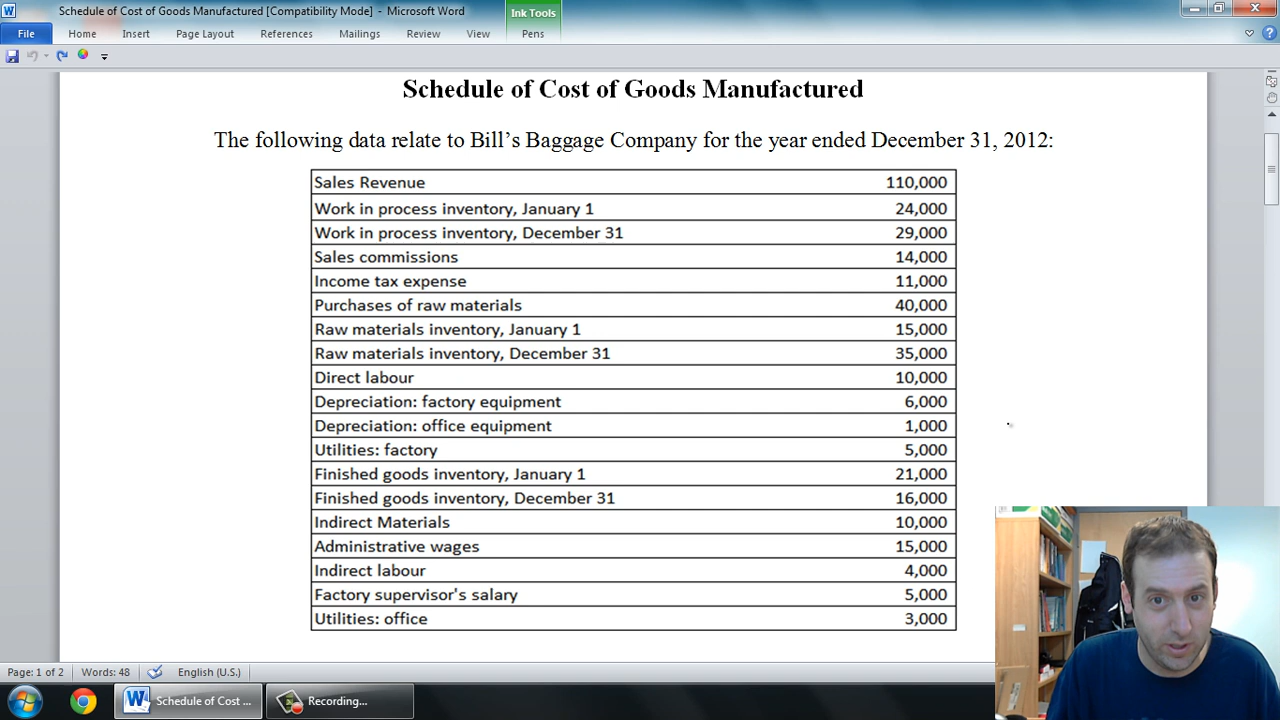 Schedule of Cost of Goods Manufactured [Compatibility Mode] - Microsoft Word
Ink Tools
File Home Insert Page Layout References Mailings Review View Pens
Schedule of Cost of Goods Manufactured
The following data relate to Bill's Baggage Company for the year ended December 31, 2012:
Sales Revenue 110,000
Work in process inventory, January 1 24,000
Work in process inventory, December 31 29,000
Sales commissions 14,000
Income tax expense 11,000
Purchases of raw materials 40,000
Raw materials inventory, January 1 15,000
Raw materials inventory, December 31 35,000
Direct labour 10,000
Depreciation: factory equipment 6,000
Depreciation: office equipment 1,000
Utilities: factory 5,000
Finished goods inventory, January 1 21,000
Finished goods inventory, December 31 16,000
Indirect Materials 10,000
Administrative wages 15,000
Indirect labour 4,000
Factory supervisor's salary 5,000
Utilities: office 3,000
Page: 1 of 2 Words: 48 English (U.S.)
Schedule of Cost ... Recording...